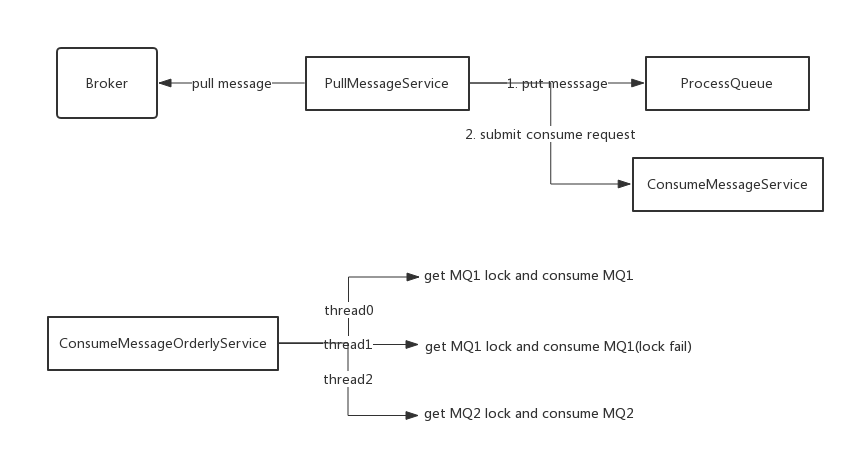 Broker
pull message
PullMessageService
1. put messsage
ProcessQueue
2. submit consume request
ConsumeMessageService
get MQ1 lock and consume MQ1
thread0
ConsumeMessageOrderlyService
thread1
get MQ1 lock and consume MQ1(lock fail)
thread2
get MQ2 lock and consume MQ2